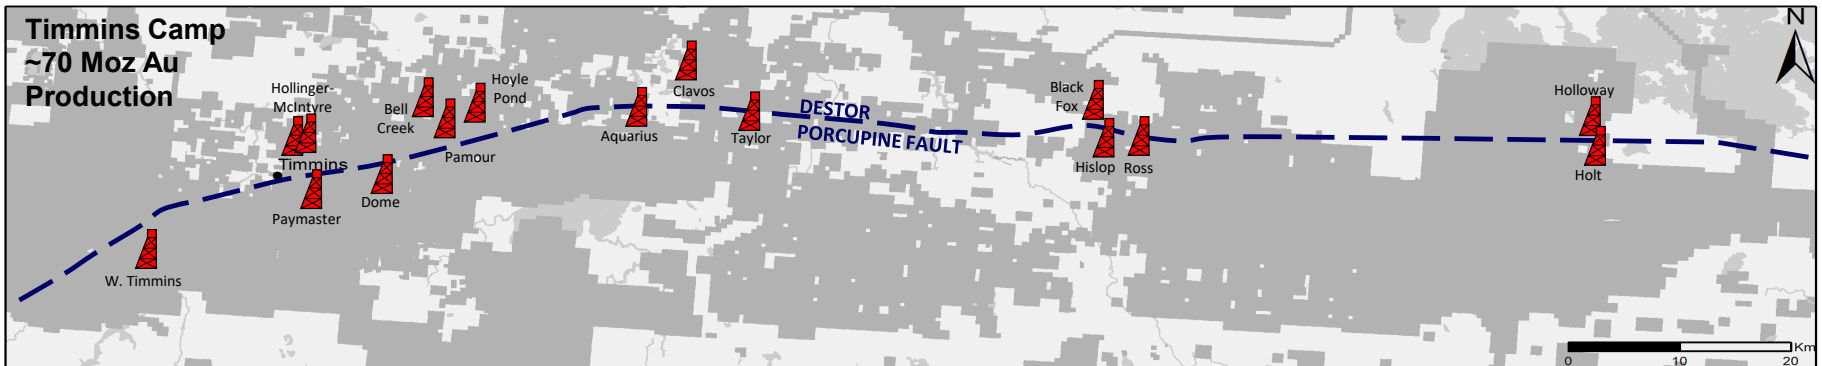 Timmins Camp
~70 Moz Au
Production
N
Hollinger-
McIntyre
Bell
Creek
Hoyle
Pond
Clavos
Timmins
Pamour
Aquarius
Taylor
DESTOR
PORCUPINE FAULT
Black
Fox
Hislop
Ross
Holloway
Holt
Paymaster
Dome
W. Timmins
Km
0
10
20